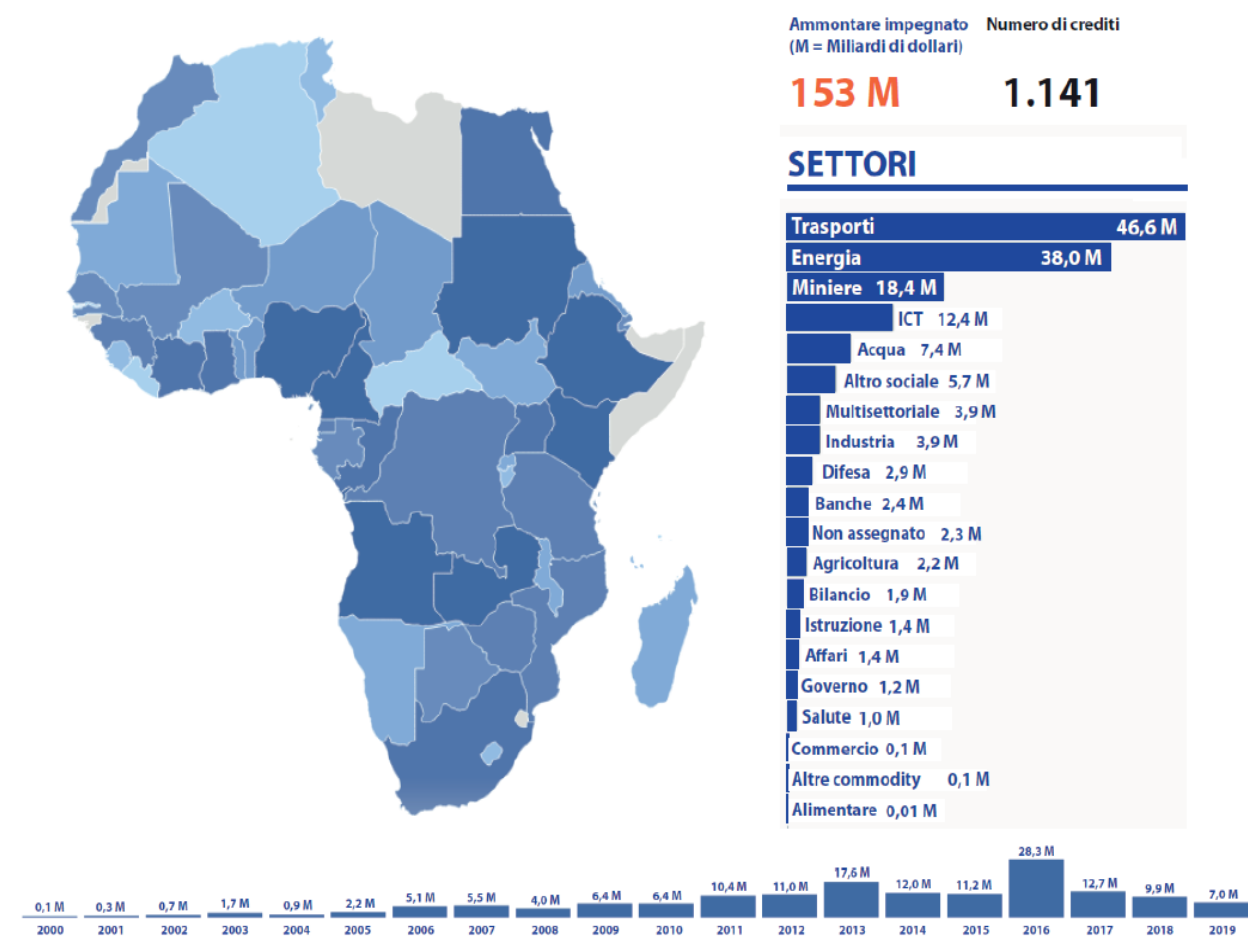 Ammontare impegnato
(M = Miliardi di dollari)
Numero di crediti
153 M
1.141
SETTORI
Trasporti 46,6 M
Energia 38,0 M
Miniere 18,4 M
ICT 12,4 M
Acqua 7,4 M
Altro sociale 5,7 M
Multisettoriale 3,9 M
Industria 3,9 M
Difesa 2,9 M
Banche 2,4 M
Non assegnato 2,3 M
Agricoltura 2,2 M
Bilancio 1,9 M
Istruzione 1,4 M
Affari 1,4 M
Governo 1,2 M
Salute 1,0 M
Commercio 0,1 M
Altre commodity 0,1 M
Alimentare 0,01 M
0,1 M 0,3 M 0,7 M 1,7 M 0,9 M 2,2 M 5,1 M 5,5 M 4,0 M 6,4 M 6,4 M 10,4 M 11,0 M 17,6 M 12,0 M 11,2 M 28,3 M 12,7 M 9,9 M 7,0 M
2000 2001 2002 2003 2004 2005 2006 2007 2008 2009 2010 2011 2012 2013 2014 2015 2016 2017 2018 2019